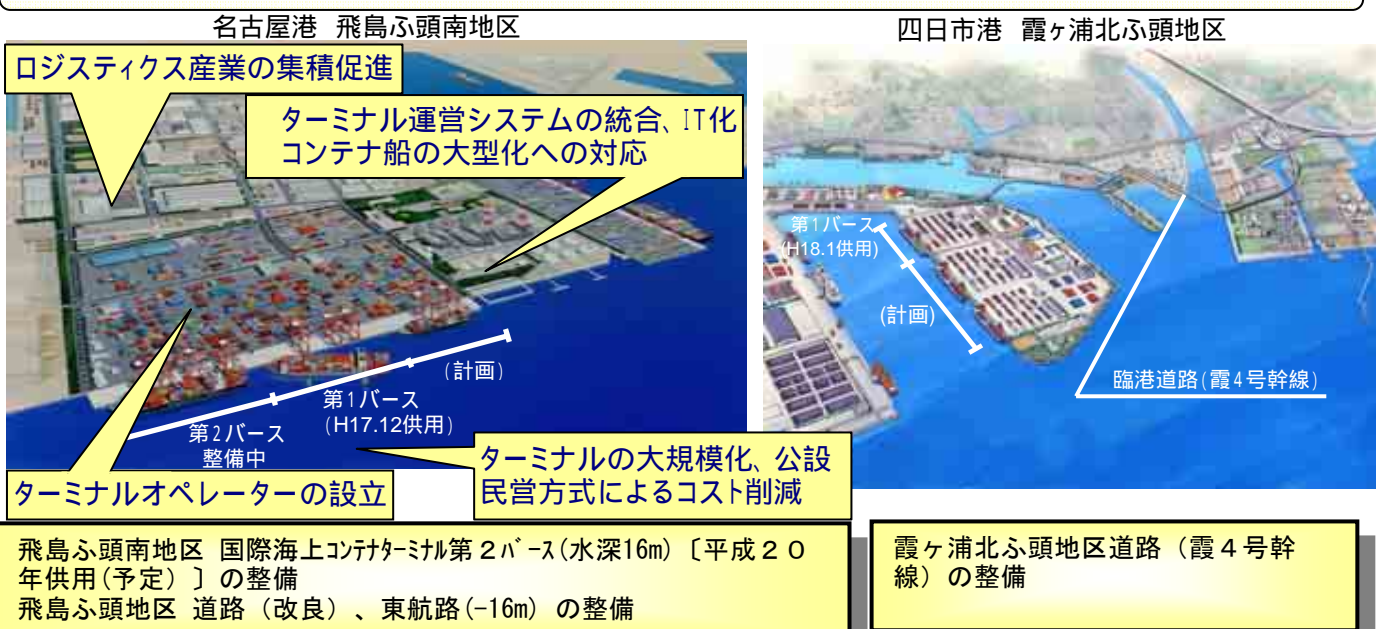 名古屋港 飛島ふ頭南地区
ロジスティクス産業の集積促進
ターミナル運営システムの統合、IT化
コンテナ船の大型化への対応
(計画)
第1バース
(H17.12供用)
第2バース
整備中
ターミナルオペレーターの設立
ターミナルの大規模化、公設
民営方式によるコスト削減
飛島ふ頭南地区 国際海上ｺﾝﾃﾅﾀｰﾐﾅﾙ第２ﾊﾞｰｽ(水深16m)〔平成２０
年供用(予定)〕の整備
飛島ふ頭地区 道路（改良）、東航路(-16m) の整備
四日市港 霞ヶ浦北ふ頭地区
第1バース
(H18.1供用)
(計画)
臨港道路(霞4号幹線)
霞ヶ浦北ふ頭地区道路（霞４号幹
線）の整備